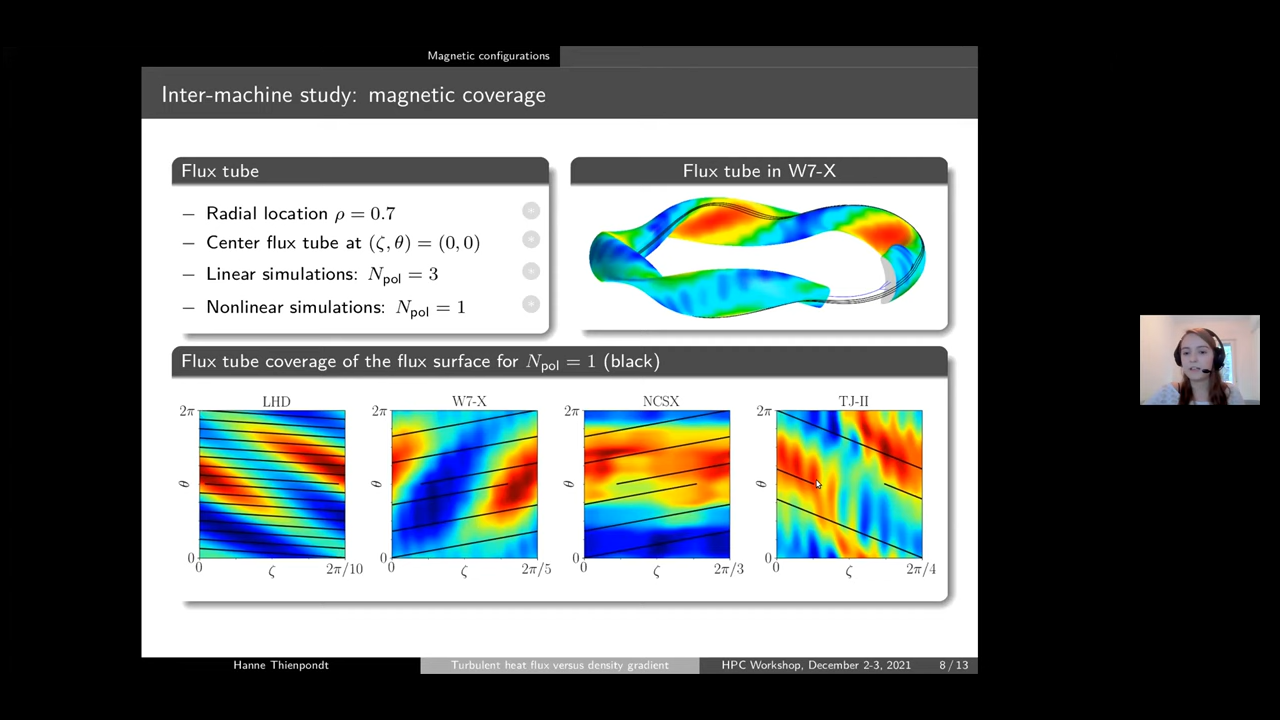 Magnetic configurations
Inter-machine study: magnetic coverage
Flux tube
– Radial location ρ = 0.7
– Center flux tube at (ζ, θ) = (0, 0)
– Linear simulations: N_pol = 3
– Nonlinear simulations: N_pol = 1
Flux tube in W7-X
Flux tube coverage of the flux surface for N_pol = 1 (black)
LHD
2π
θ
0
0
ζ
2π/10
W7-X
2π
θ
0
0
ζ
2π/5
NCSX
2π
θ
0
0
ζ
2π/3
TJ-II
2π
θ
0
0
ζ
2π/4
Hanne Thienpondt
Turbulent heat flux versus density gradient
HPC Workshop, December 2-3, 2021
8 / 13